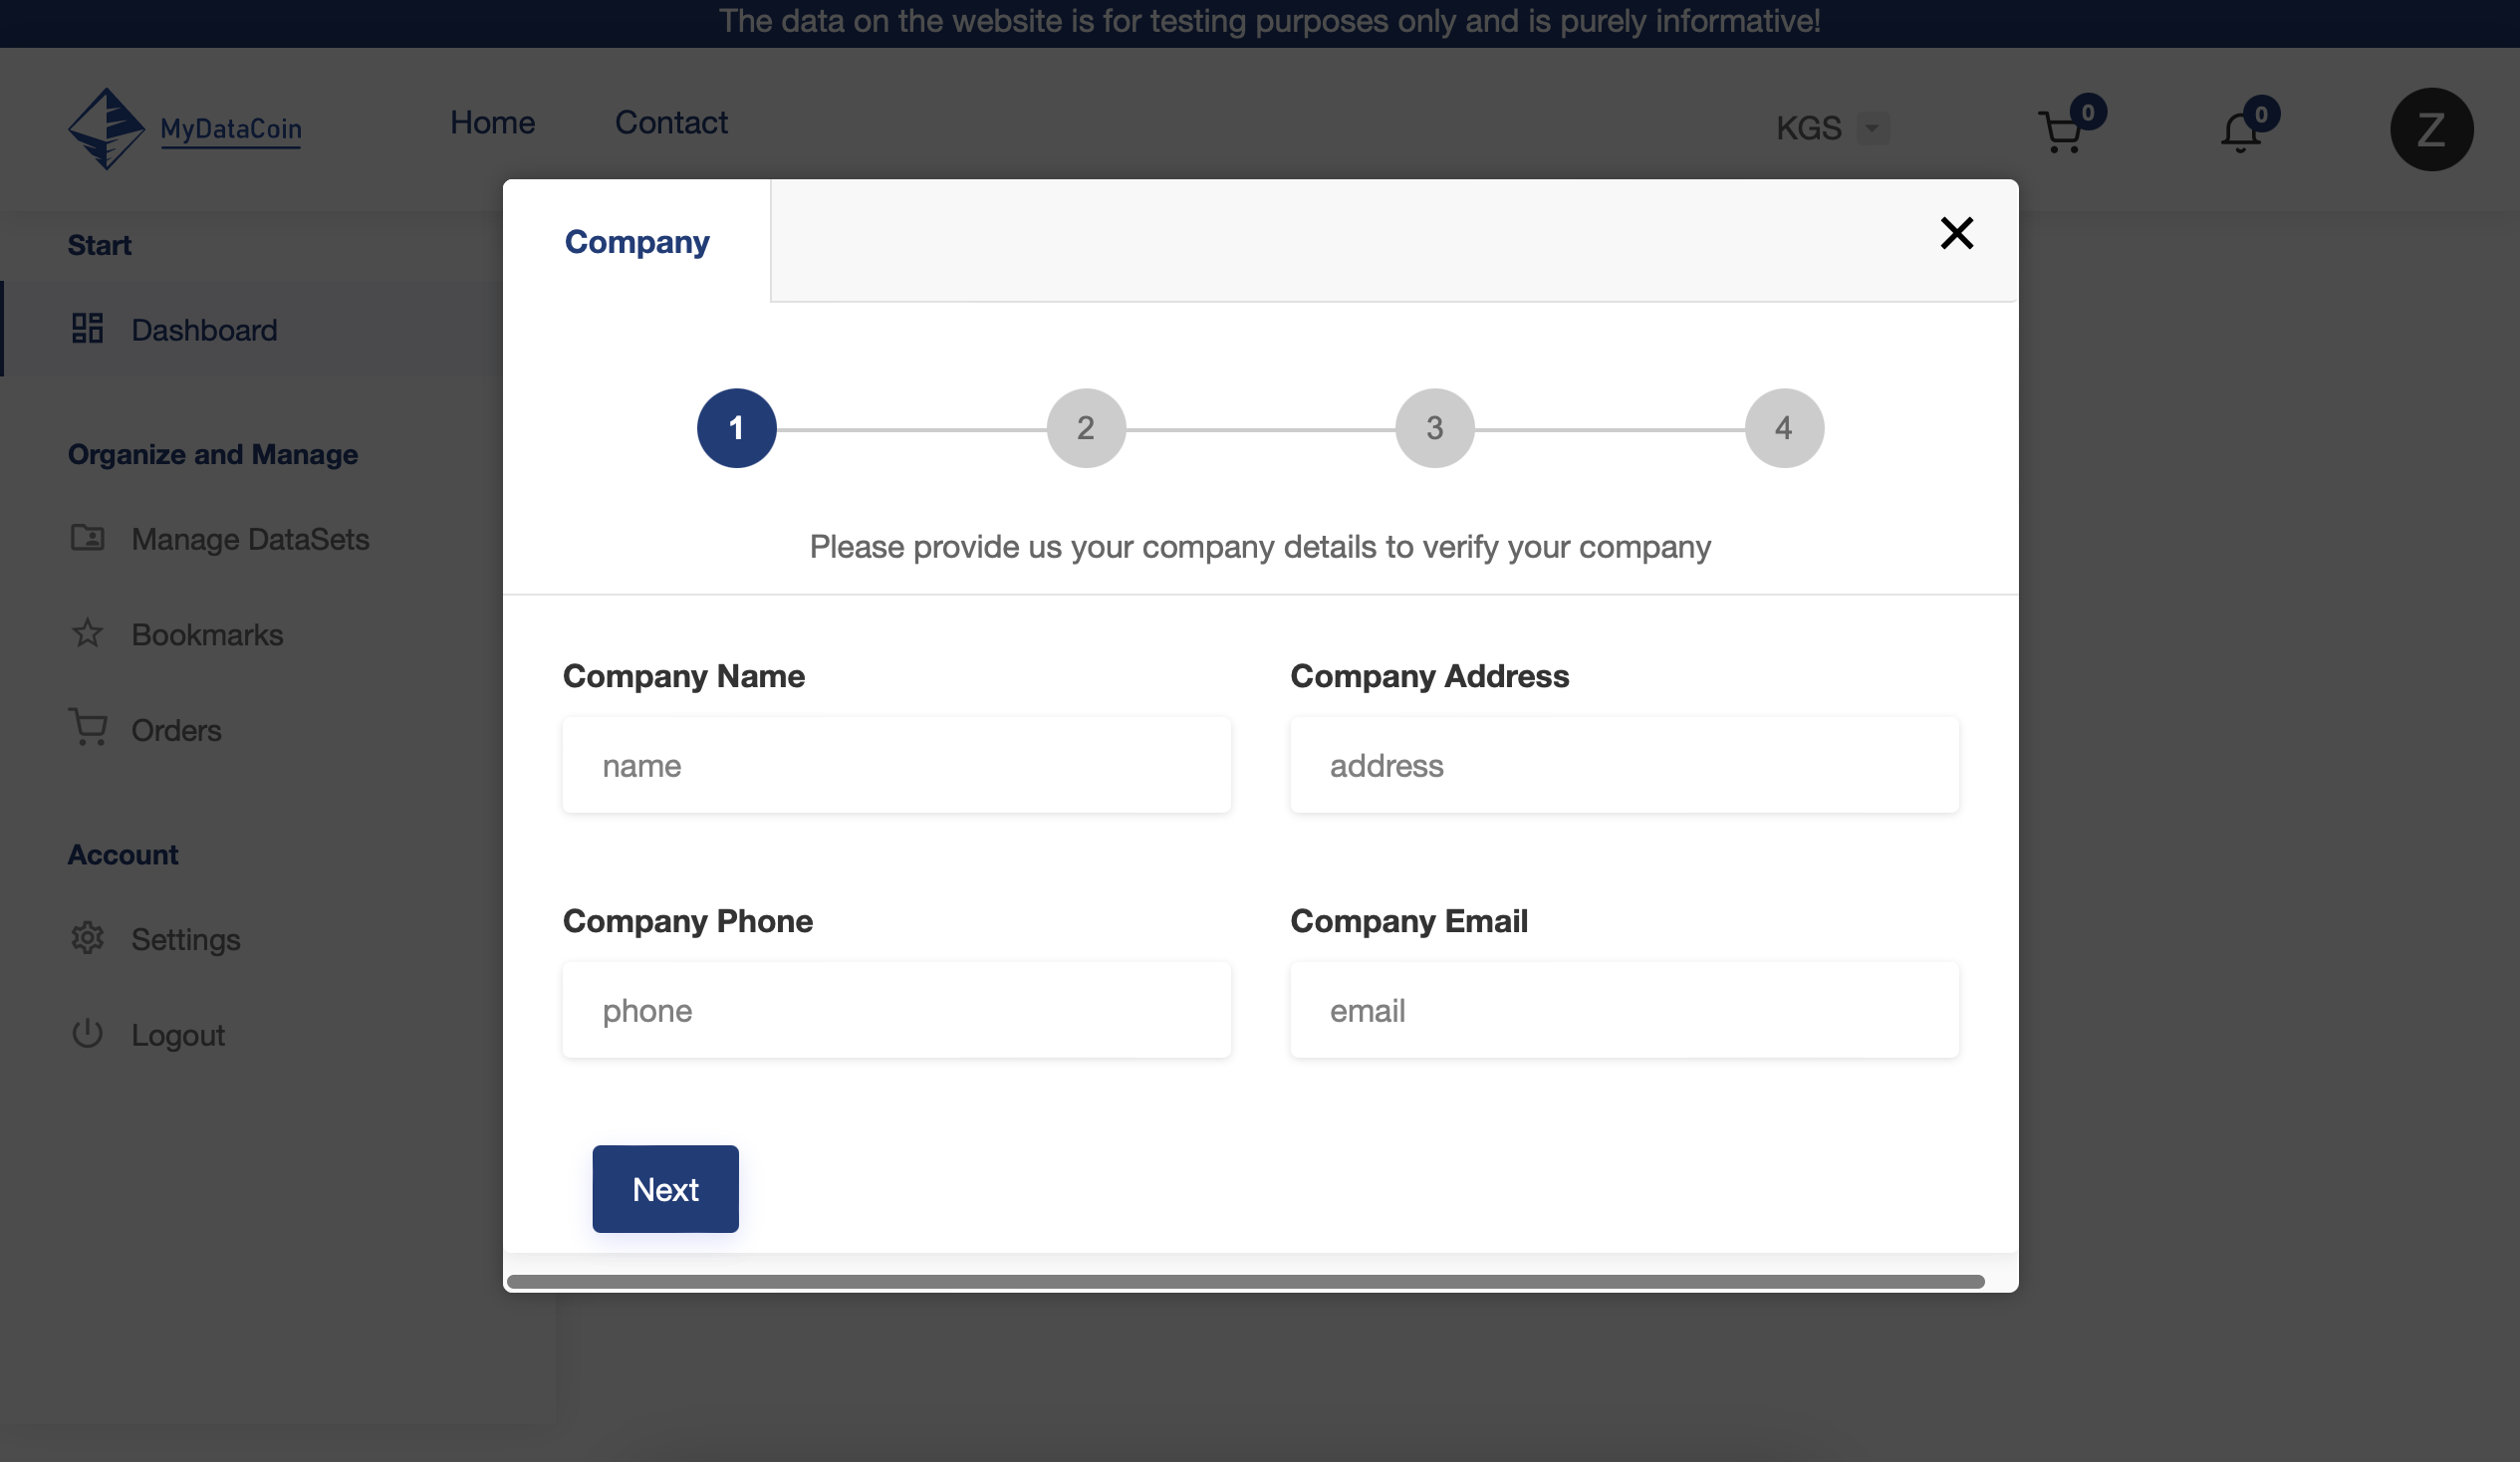 The data on the website is for testing purposes only and is purely informative!
MyDataCoin
Home
Contact
KGS
0
0
Z
Start
Dashboard
Organize and Manage
Manage DataSets
Bookmarks
Orders
Account
Settings
Logout
Company
1
2
3
4
Please provide us your company details to verify your company
Company Name
Company Address
name
address
Company Phone
Company Email
phone
email
Next